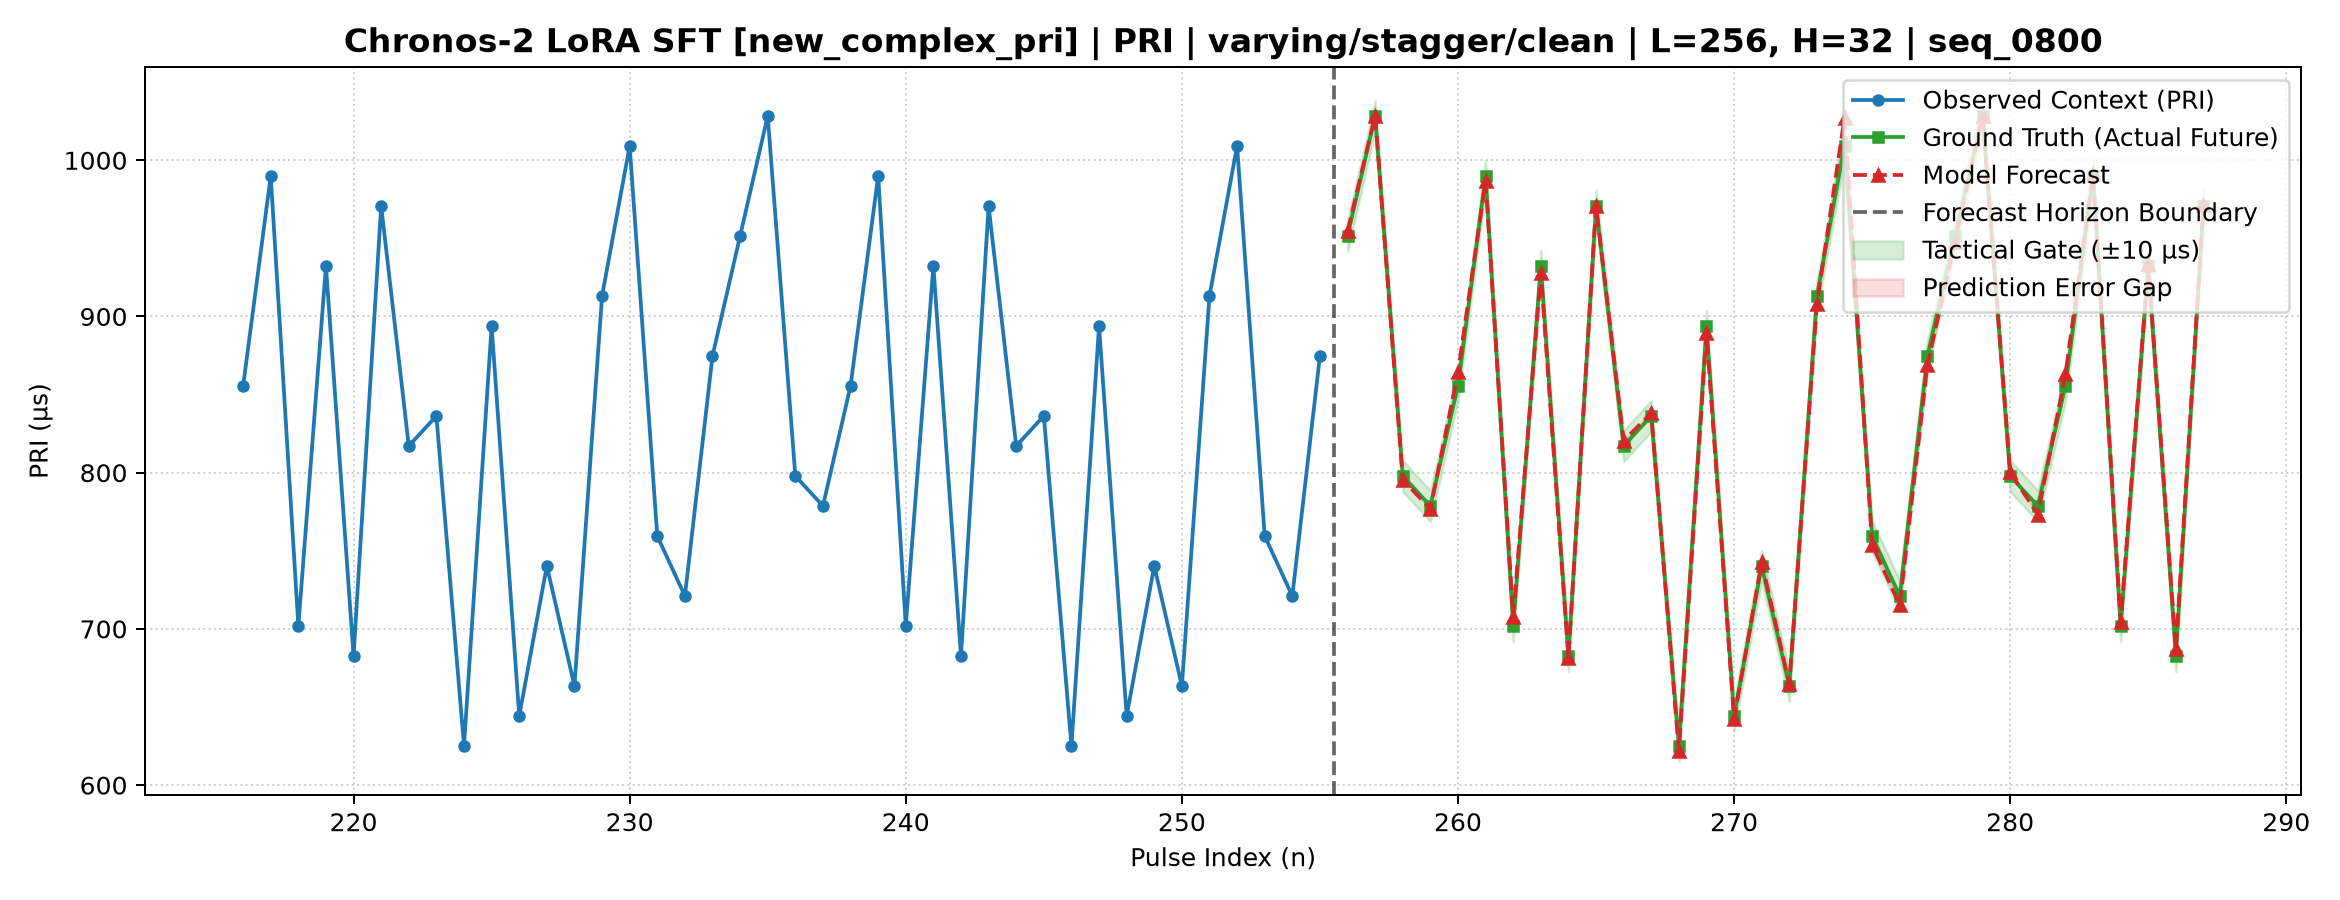 Chronos-2 LoRA SFT [new_complex_pri] | PRI | varying/stagger/clean | L=256, H=32 | seq_0800
PRI (µs)
1000
900
800
700
600
Observed Context (PRI)
Ground Truth (Actual Future)
Model Forecast
Forecast Horizon Boundary
Tactical Gate (±10 µs)
Prediction Error Gap
220
230
240
250
260
270
280
290
Pulse Index (n)